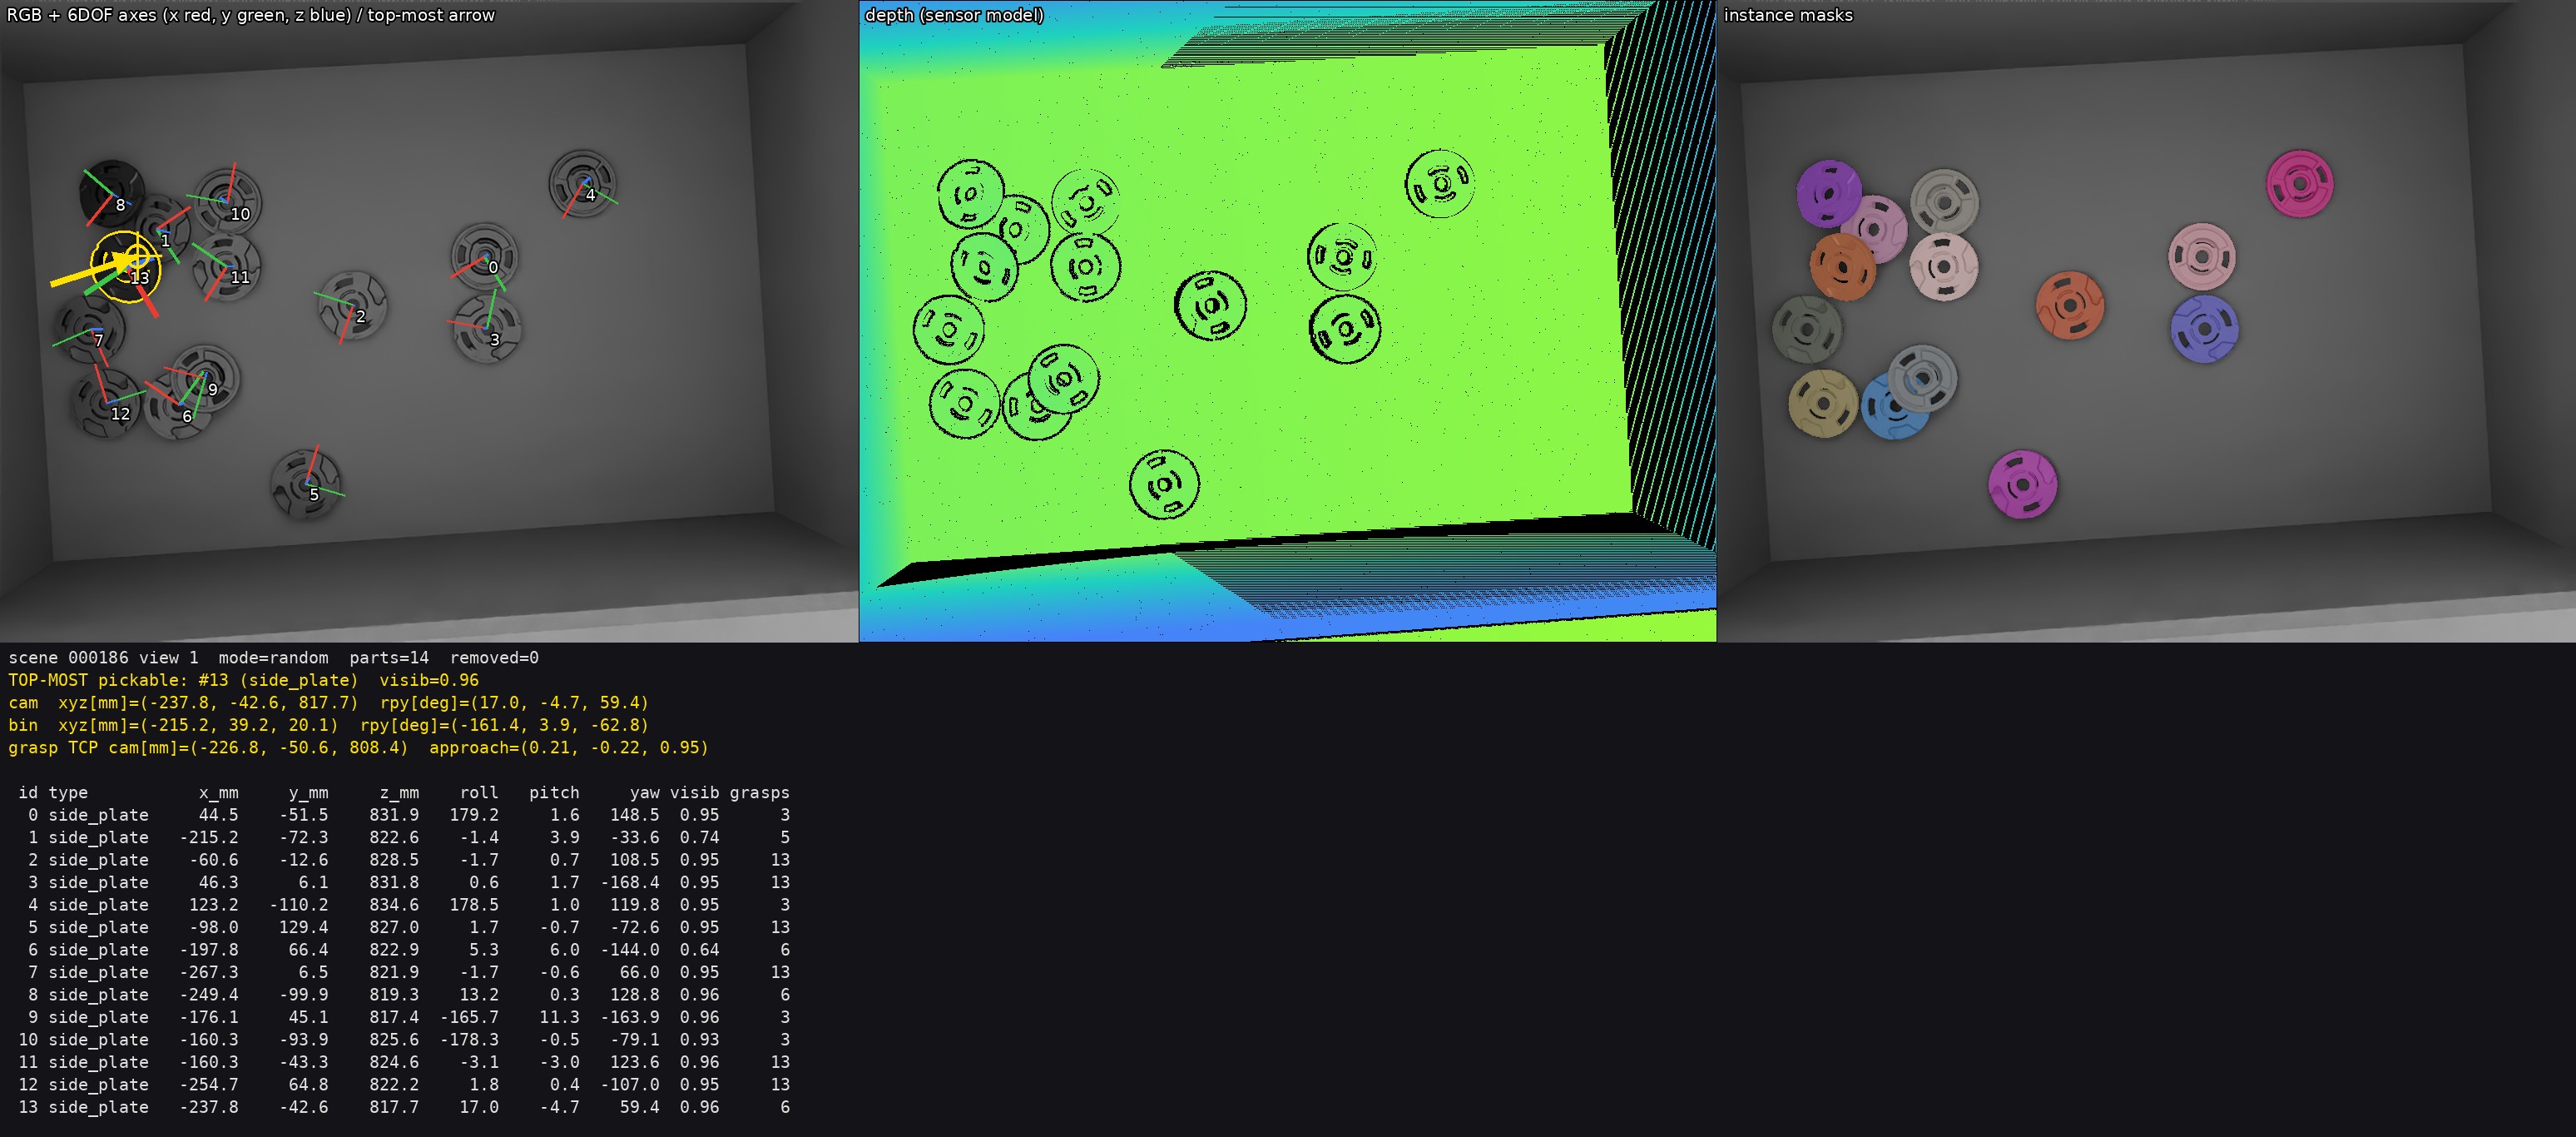 RGB + 6DOF axes (x red, y green, z blue) / top-most arrow
depth (sensor model)
instance masks
8
10
4
1
13
11
0
2
3
7
9
12
6
5
scene 000186 view 1  mode=random  parts=14  removed=0
TOP-MOST pickable: #13 (side_plate)  visib=0.96
cam  xyz[mm]=(-237.8, -42.6, 817.7)  rpy[deg]=(17.0, -4.7, 59.4)
bin  xyz[mm]=(-215.2, 39.2, 20.1)  rpy[deg]=(-161.4, 3.9, -62.8)
grasp TCP cam[mm]=(-226.8, -50.6, 808.4)  approach=(0.21, -0.22, 0.95)
id type x_mm y_mm z_mm roll pitch yaw visib grasps
0 side_plate 44.5 -51.5 831.9 179.2 1.6 148.5 0.95 3
1 side_plate -215.2 -72.3 822.6 -1.4 3.9 -33.6 0.74 5
2 side_plate -60.6 -12.6 828.5 -1.7 0.7 108.5 0.95 13
3 side_plate 46.3 6.1 831.8 0.6 1.7 -168.4 0.95 13
4 side_plate 123.2 -110.2 834.6 178.5 1.0 119.8 0.95 3
5 side_plate -98.0 129.4 827.0 1.7 -0.7 -72.6 0.95 13
6 side_plate -197.8 66.4 822.9 5.3 6.0 -144.0 0.64 6
7 side_plate -267.3 6.5 821.9 -1.7 -0.6 66.0 0.95 13
8 side_plate -249.4 -99.9 819.3 13.2 0.3 128.8 0.96 6
9 side_plate -176.1 45.1 817.4 -165.7 11.3 -163.9 0.96 3
10 side_plate -160.3 -93.9 825.6 -178.3 -0.5 -79.1 0.93 3
11 side_plate -160.3 -43.3 824.6 -3.1 -3.0 123.6 0.96 13
12 side_plate -254.7 64.8 822.2 1.8 0.4 -107.0 0.95 13
13 side_plate -237.8 -42.6 817.7 17.0 -4.7 59.4 0.96 6